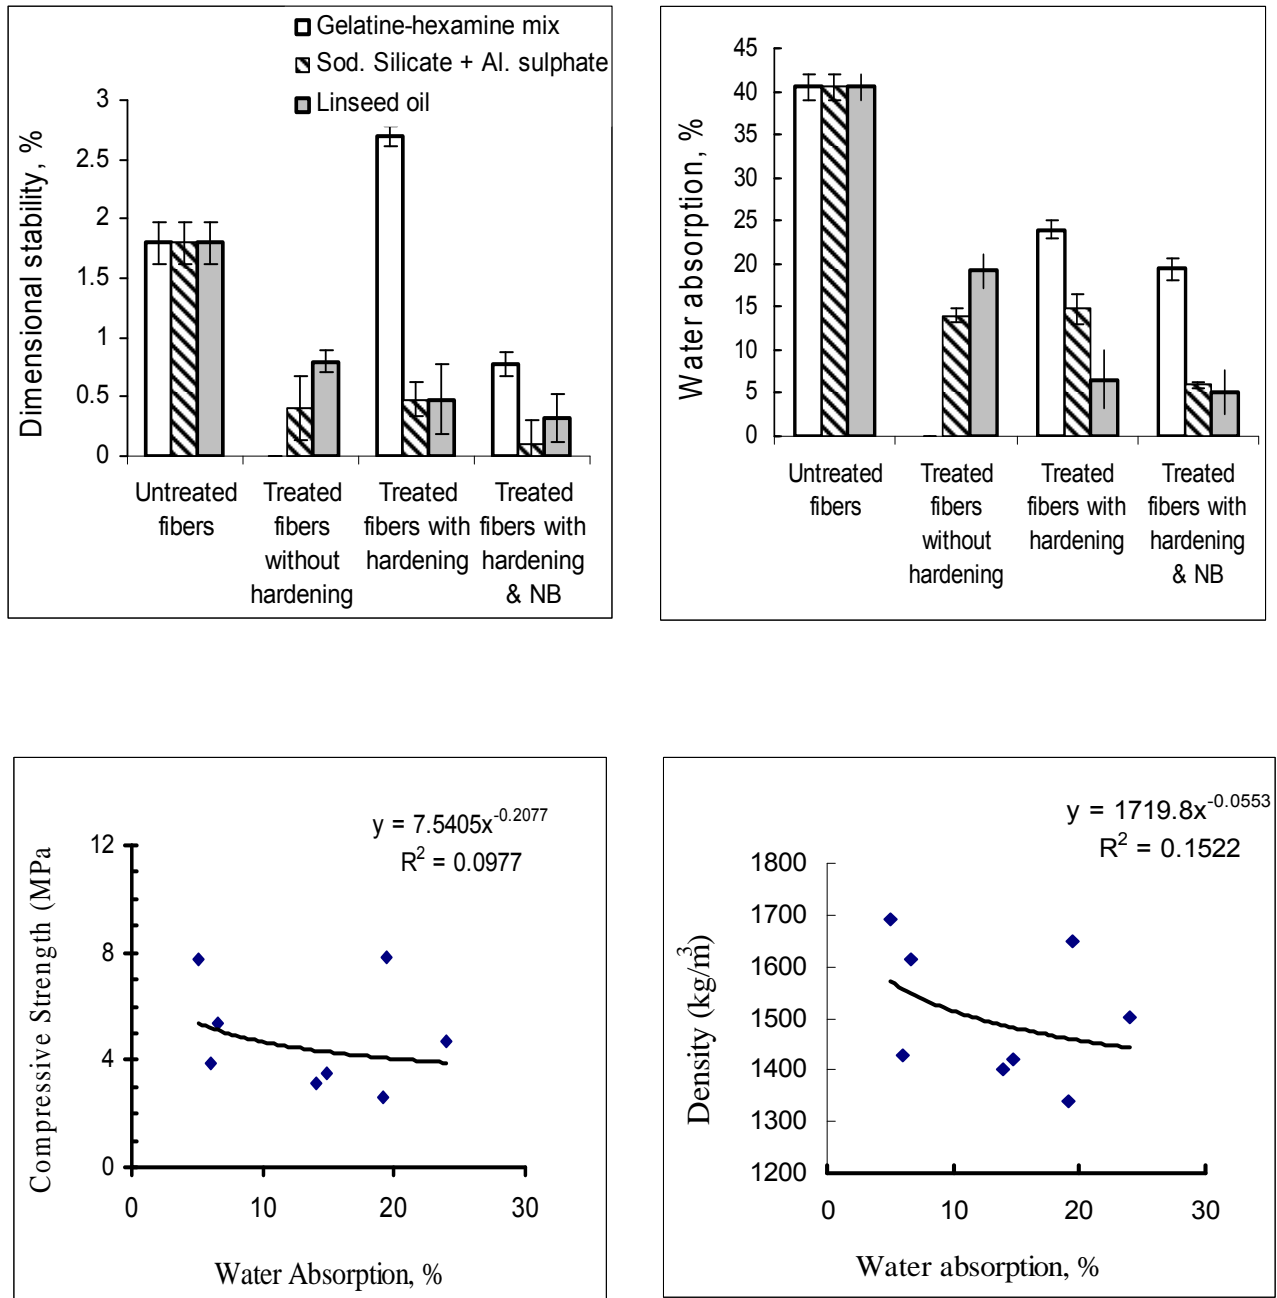 Gelatine-hexamine mix
Sod. Silicate + Al. sulphate
Linseed oil
Dimensional stability, %
3
2.5
2
1.5
1
0.5
0
Untreated
fibers
Treated
fibers
without
hardening
Treated
fibers with
hardening
Treated
fibers with
hardening
& NB
Water absorption, %
45
40
35
30
25
20
15
10
5
0
Untreated
fibers
Treated
fibers
without
hardening
Treated
fibers with
hardening
Treated
fibers with
hardening
& NB
y = 7.5405x^-0.2077
R² = 0.0977
Compressive Strength (MPa
12
8
4
0
0 10 20 30
Water Absorption, %
y = 1719.8x^-0.0553
R² = 0.1522
Density (kg/m³)
1800
1700
1600
1500
1400
1300
1200
0 10 20 30
Water absorption, %